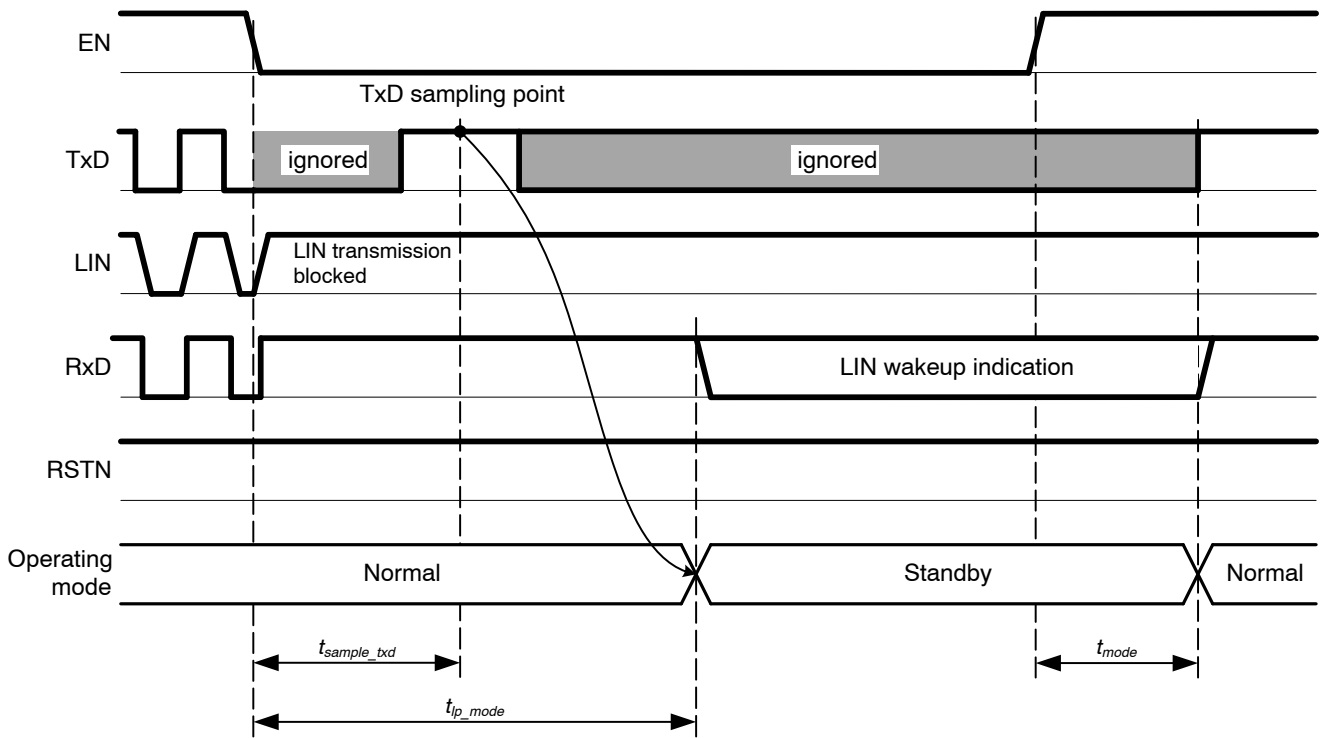 EN
TxD sampling point
TxD
ignored
ignored
LIN
LIN transmission
blocked
RxD
LIN wakeup indication
RSTN
Operating
mode
Normal
Standby
Normal
tsample_txd
tmode
tlp_mode